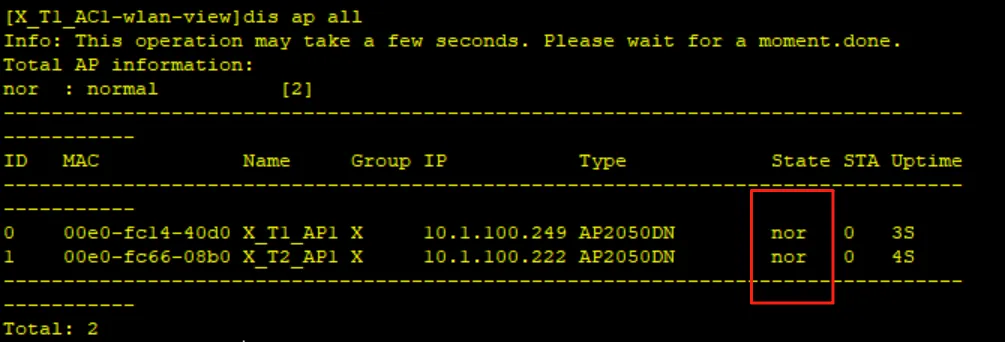 [X_T1_AC1-wlan-view]dis ap all
Info: This operation may take a few seconds. Please wait for a moment.done.
Total AP information:
nor  : normal          [2]
--------------------------------------------------------------------------------
-----------
ID   MAC            Name    Group IP           Type            State STA Uptime
--------------------------------------------------------------------------------
-----------
0    00e0-fc14-40d0 X_T1_AP1 X     10.1.100.249 AP2050DN        nor   0   3S
1    00e0-fc66-08b0 X_T2_AP1 X     10.1.100.222 AP2050DN        nor   0   4S
--------------------------------------------------------------------------------
-----------
Total: 2